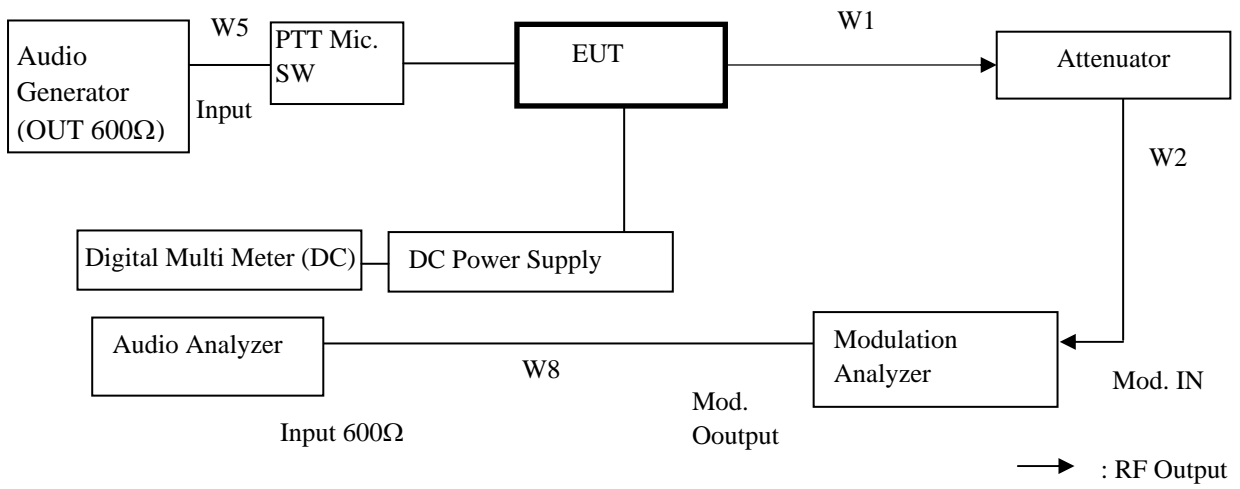 W5
W1
Audio
Generator
(OUT 600Ω)
Input
PTT Mic.
SW
EUT
Attenuator
W2
Digital Multi Meter (DC)
DC Power Supply
Audio Analyzer
W8
Modulation
Analyzer
Mod. IN
Input 600Ω
Mod.
Ooutput
: RF Output